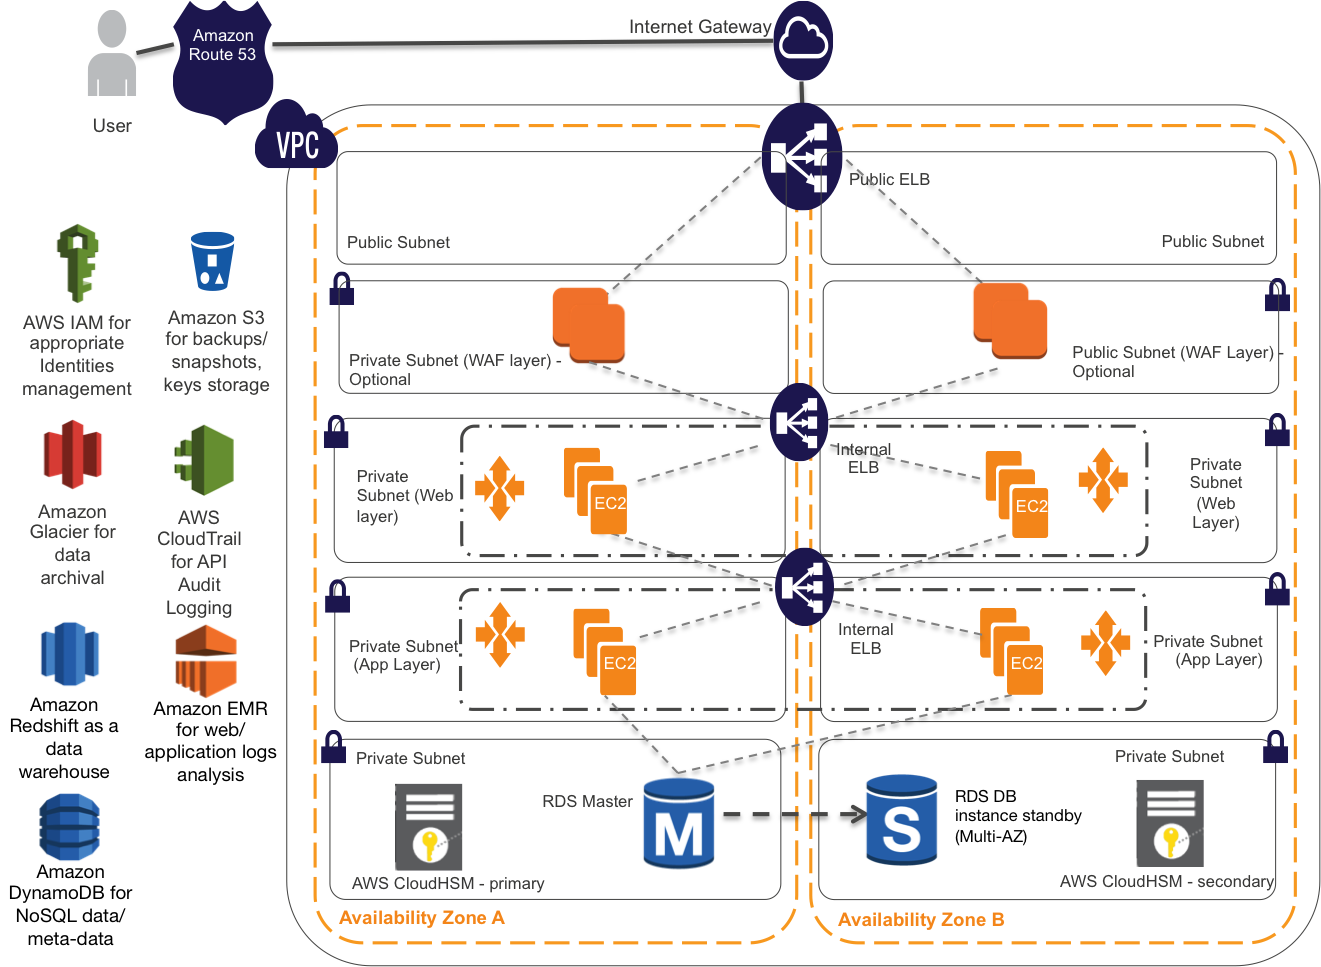 Amazon
Route 53
Internet Gateway
User
VPC
Public ELB
Public Subnet
Public Subnet
AWS IAM for
appropriate
Identities
management
Amazon S3
for backups/
snapshots,
keys storage
Private Subnet (WAF layer) -
Optional
Public Subnet (WAF Layer) -
Optional
Amazon
Glacier for
data
archival
AWS
CloudTrail
for API
Audit
Logging
Private
Subnet (Web
layer)
EC2
Internal
ELB
EC2
Private
Subnet
(Web
Layer)
Private Subnet
(App Layer)
EC2
Internal
ELB
EC2
Private Subnet
(App Layer)
Amazon
Redshift as a
data
warehouse
Amazon EMR
for web/
application logs
analysis
Amazon
DynamoDB for
NoSQL data/
meta-data
Private Subnet
RDS Master
M
AWS CloudHSM - primary
Private Subnet
S
RDS DB
instance standby
(Multi-AZ)
AWS CloudHSM - secondary
Availability Zone A
Availability Zone B